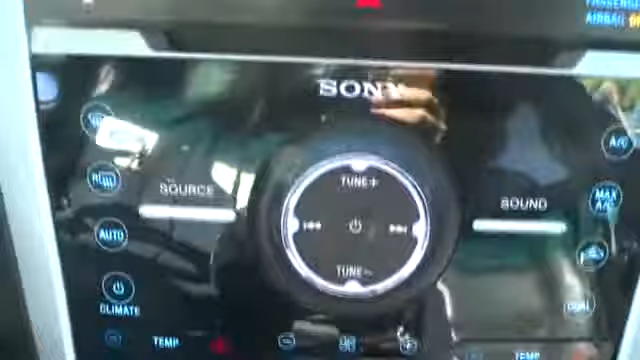 PASSENGER
AIRBAG
SONY
A/C
R
TUNE+
SOURCE
MAX
A/C
SOUND
AUTO
TUNE-
CLIMATE
DUAL
TEMP
TEMP